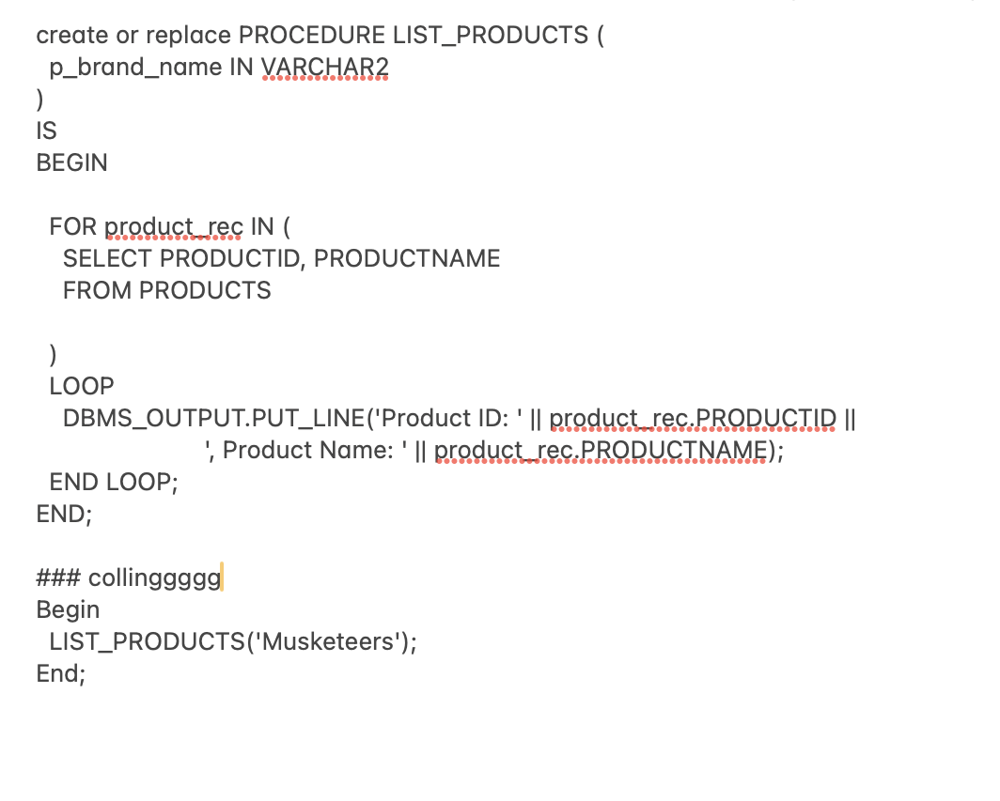 create or replace PROCEDURE LIST_PRODUCTS (
p_brand_name IN VARCHAR2
)
IS
BEGIN
FOR product_rec IN (
SELECT PRODUCTID, PRODUCTNAME
FROM PRODUCTS
)
LOOP
DBMS_OUTPUT.PUT_LINE('Product ID: ' || product_rec.PRODUCTID ||
', Product Name: ' || product_rec.PRODUCTNAME);
END LOOP;
END;
### collinggggg
Begin
LIST_PRODUCTS('Musketeers');
End;